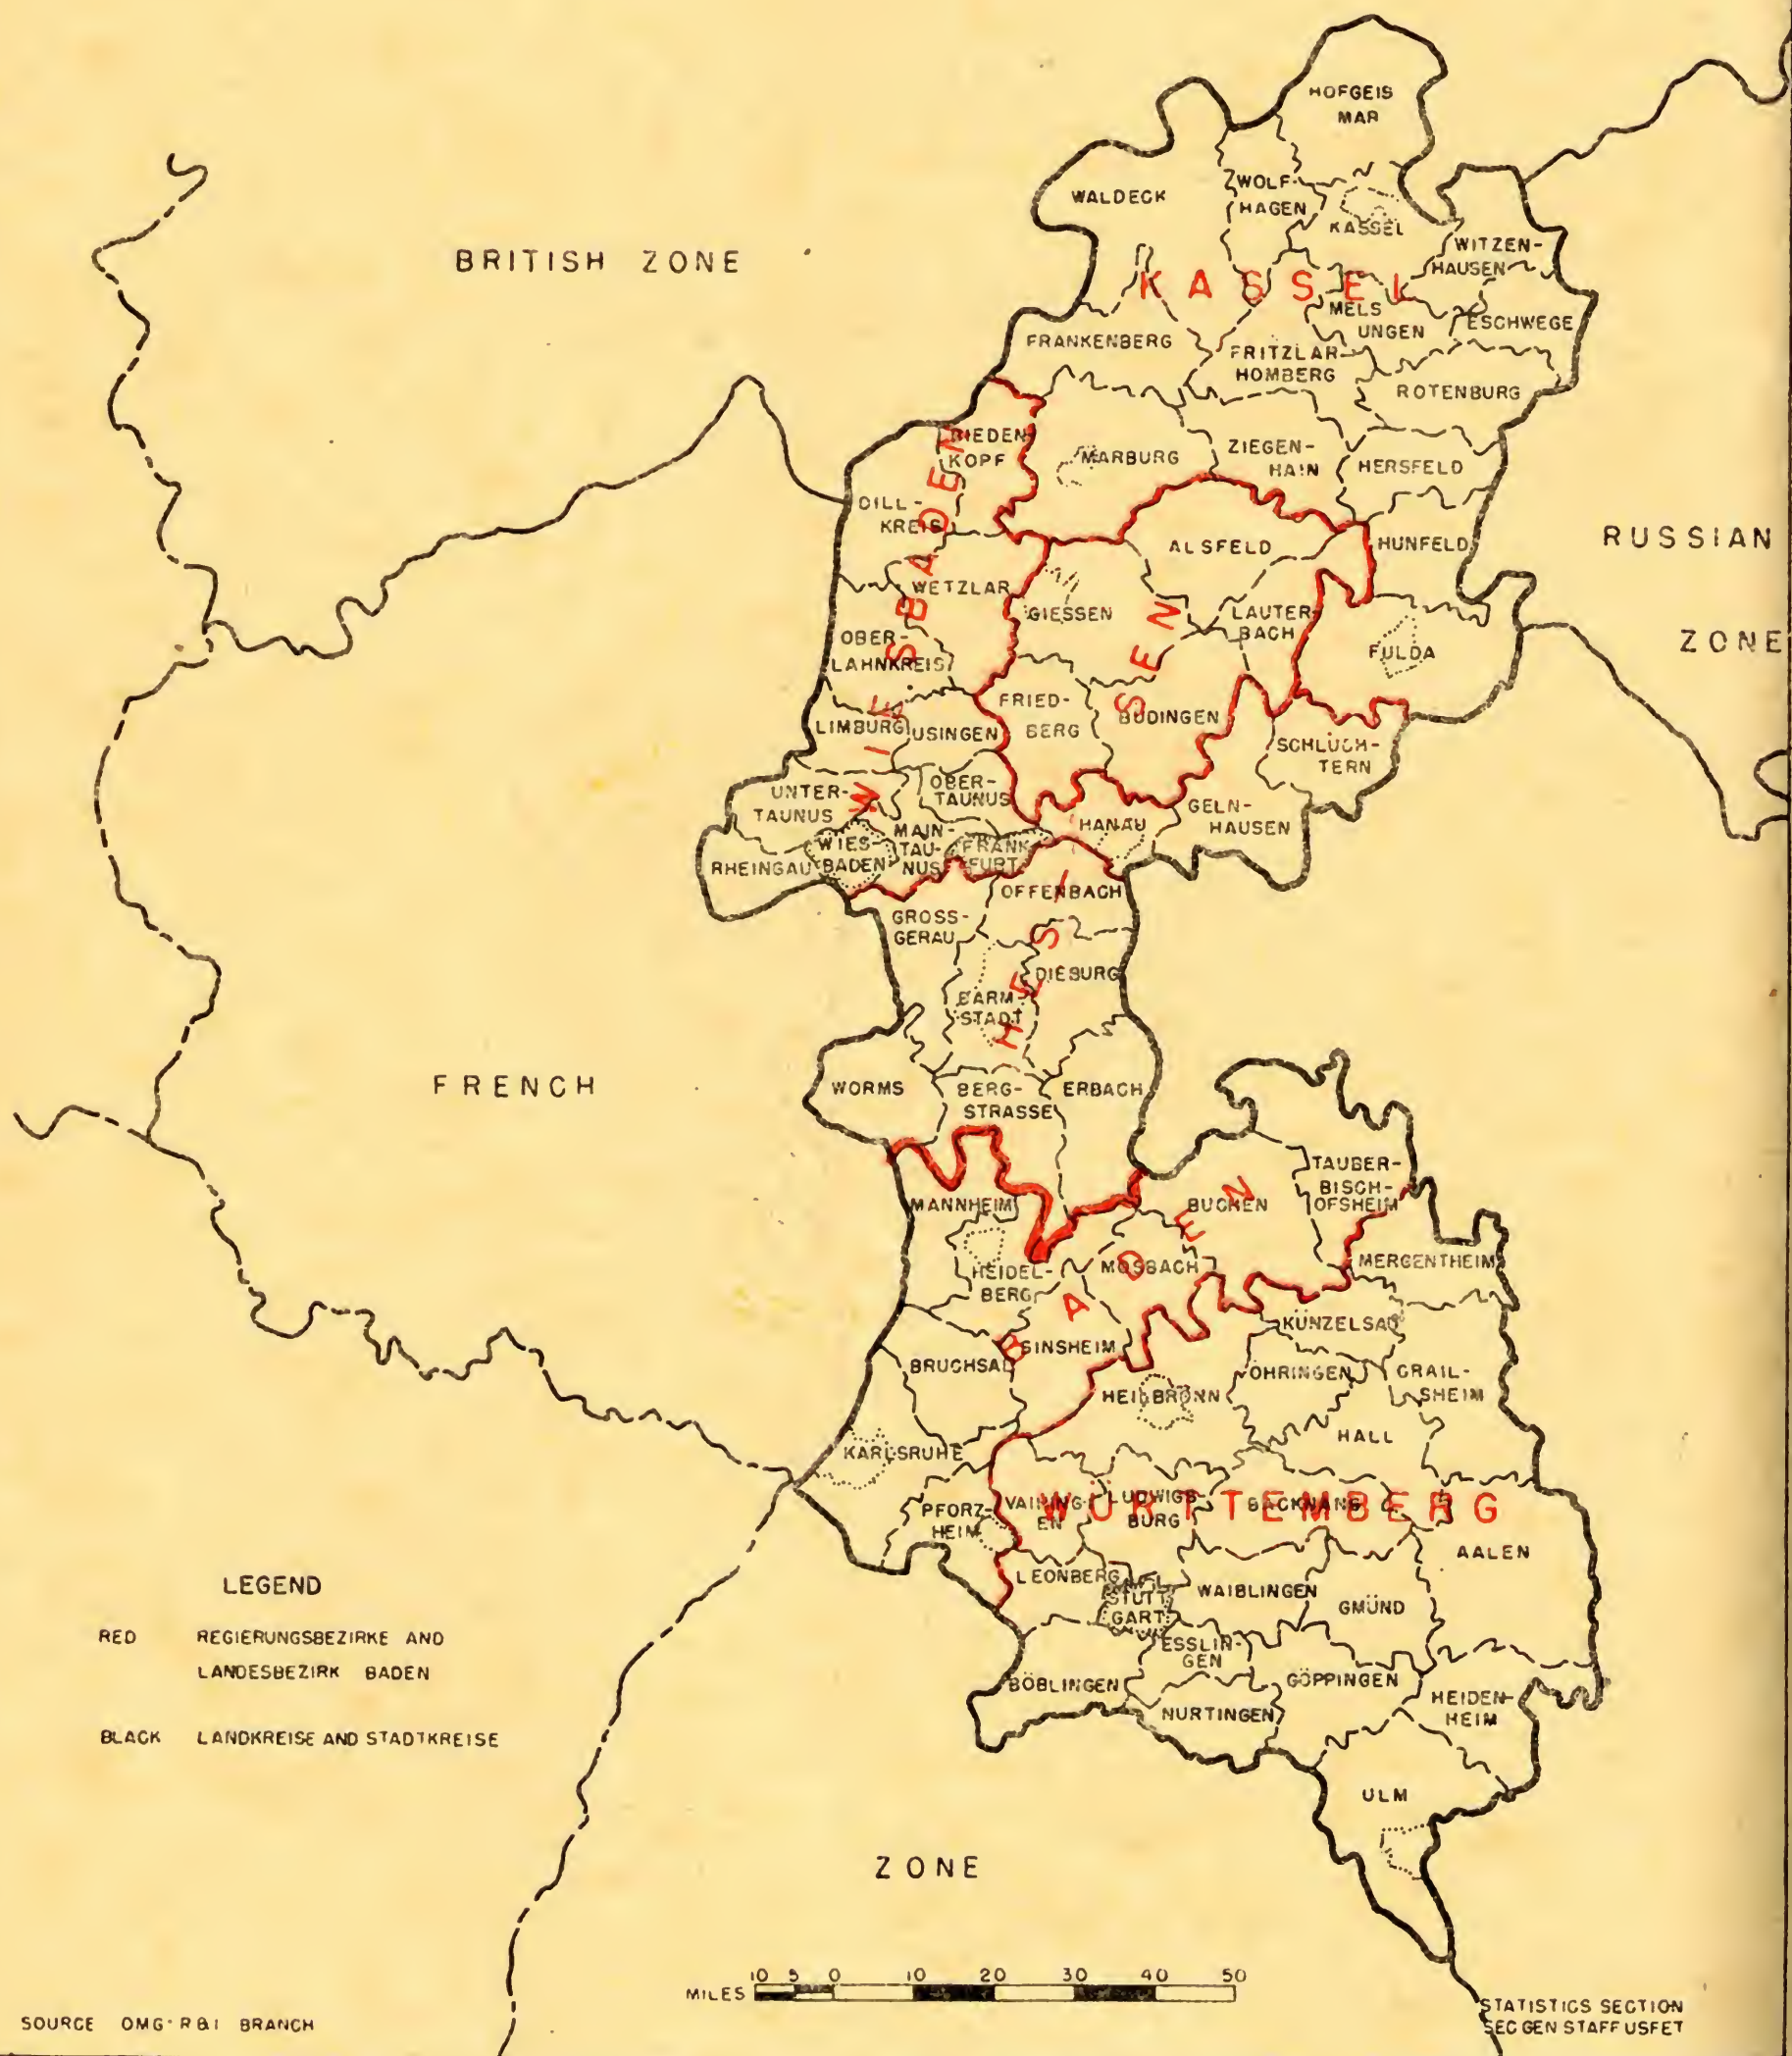 HOFGEIS
MAR
WALDECK
WOLF-
HAGEN
KASSEL
WITZEN-
HAUSEN
BRITISH ZONE
KASSEL
MELS
UNGEN
ESCHWEGE
FRANKENBERG
FRITZLAR-
HOMBERG
ROTENBURG
BIEDEN
KOPF
MARBURG
ZIEGEN-
HAIN
HERSFELD
DILL-
KREIS
WIESBADEN
ALSFELD
HUNFELD
RUSSIAN
ZONE
WETZLAR
GIESSEN
LAUTER
BACH
FULDA
OBER-
LAHNKREIS
LIMBURG
USINGEN
FRIED-
BERG
BUDINGEN
SCHLUCH-
TERN
UNTER-
TAUNUS
OBER-
TAUNUS
GELN-
HAUSEN
HANAU
RHEINGAU
WIES-
BADEN
MAIN-
TAU-
NUS
FRANK
FURT
OFFENBACH
GROSS-
GERAU
HESSEN
DIEBURG
DARM-
STADT
FRENCH
WORMS
BERG-
STRASSE
ERBACH
TAUBER-
BISCH-
OFSHEIM
MANNHEIM
BUCHEN
BADEN
HEIDEL-
BERG
MOSBACH
MERGENTHEIM
KÜNZELSAU
BRUCHSAL
SINSHEIM
HEILBRONN
ÖHRINGEN
CRAIL-
SHEIM
HALL
KARLSRUHE
PFORZ-
HEIM
VAIHING-
EN
LUDWIGS-
BURG
BACKNANG
WÜRTTEMBERG
AALEN
LEONBERG
STUTT
GART
WAIBLINGEN
GMÜND
ESSLIN-
GEN
BÖBLINGEN
NURTINGEN
GÖPPINGEN
HEIDEN-
HEIM
ULM
LEGEND
RED REGIERUNGSBEZIRKE AND
LANDESBEZIRK BADEN
BLACK LANDKREISE AND STADTKREISE
ZONE
10 5 0 10 20 30 40 50
MILES
SOURCE OMG-R&I BRANCH
STATISTICS SECTION
SEC GEN STAFF USFET